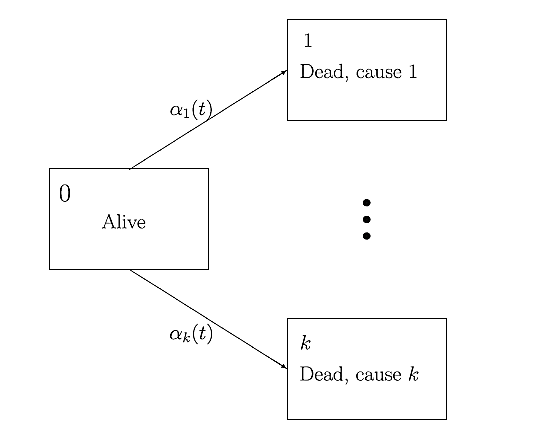 1
Dead, cause 1
α₁(t)
0
Alive
αₖ(t)
k
Dead, cause k